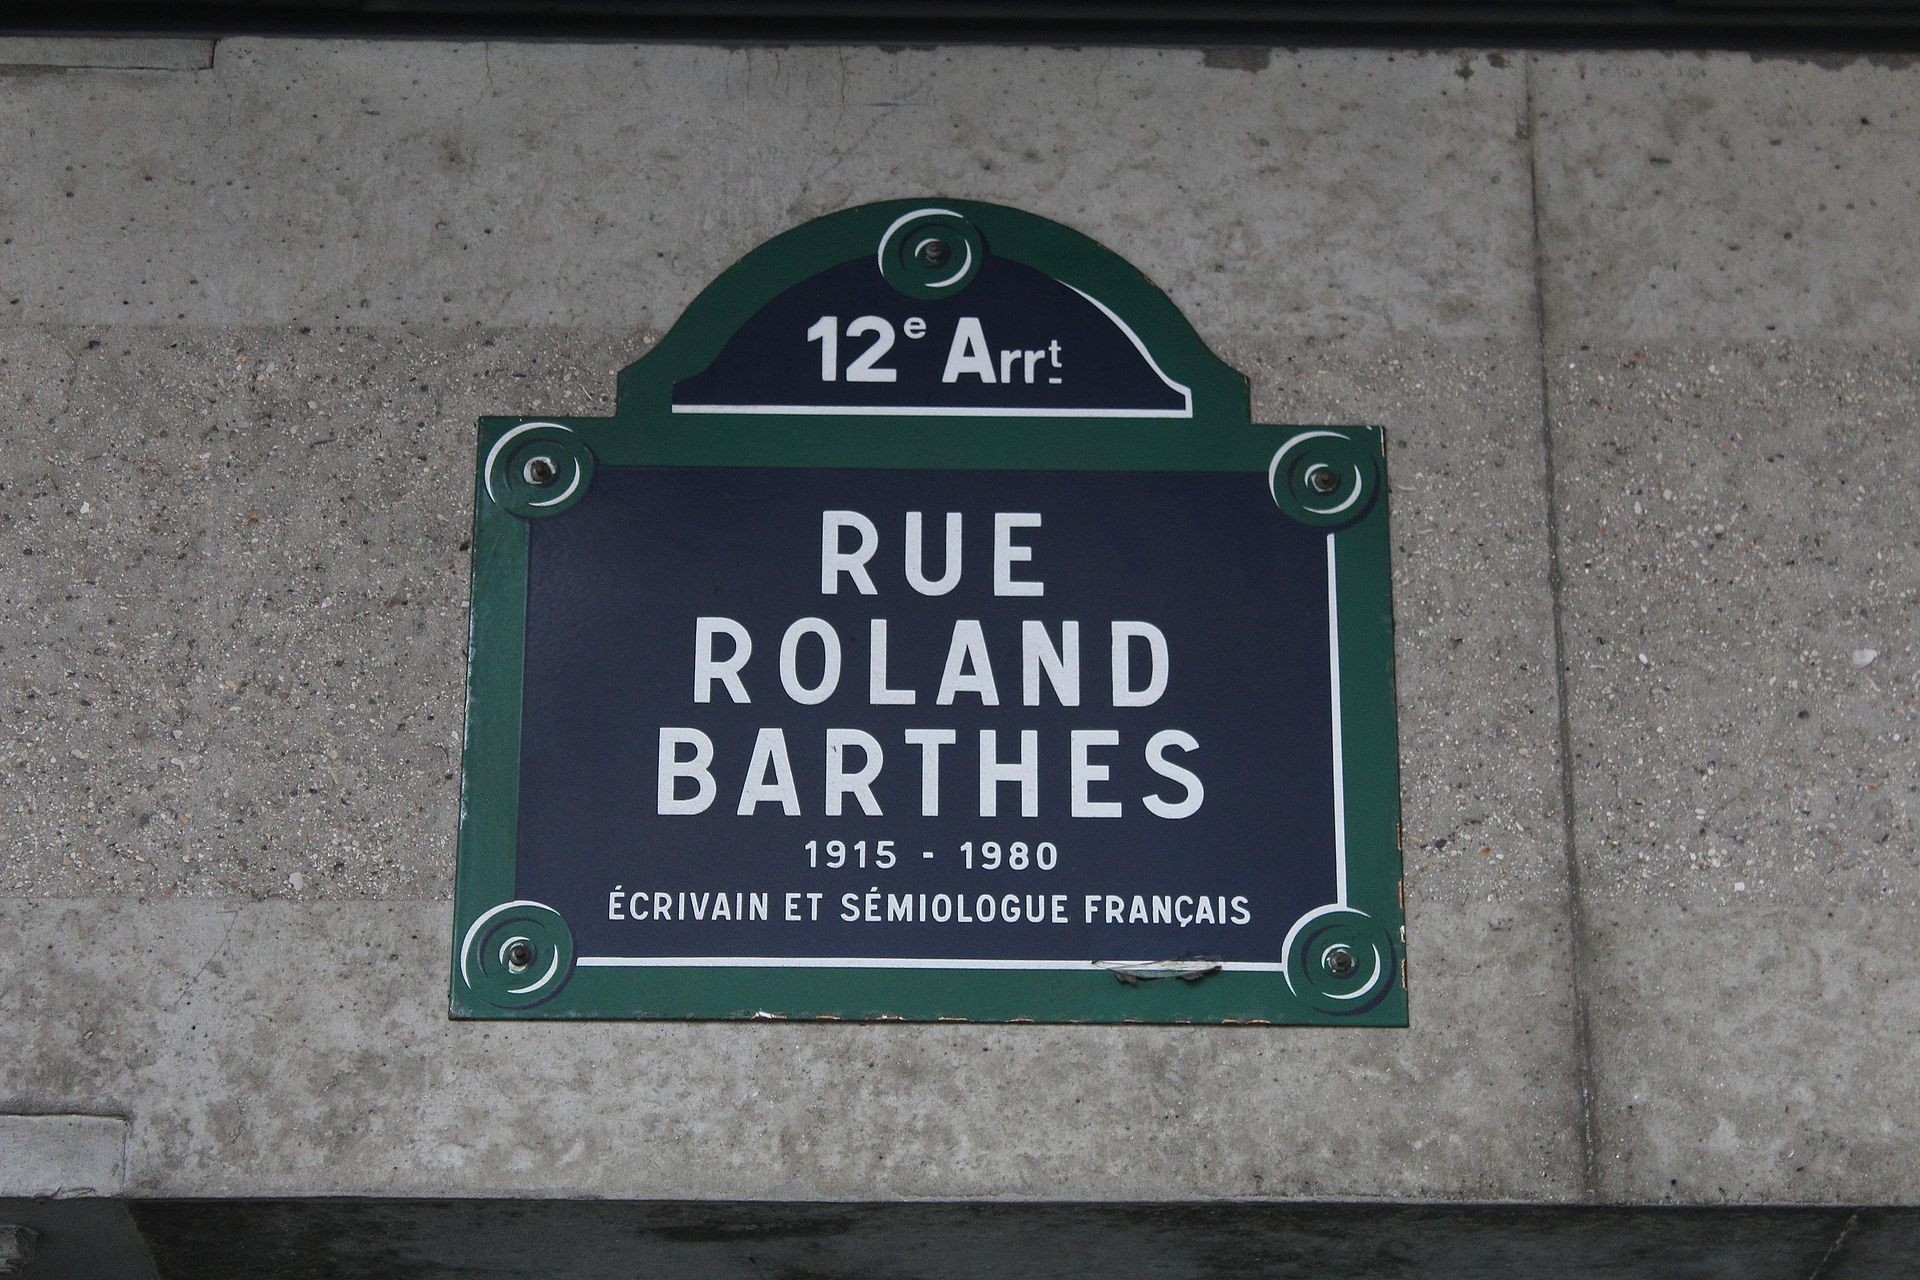 12e Arrt
RUE
ROLAND
BARTHES
1915 - 1980
ÉCRIVAIN ET SÉMIOLOGUE FRANÇAIS